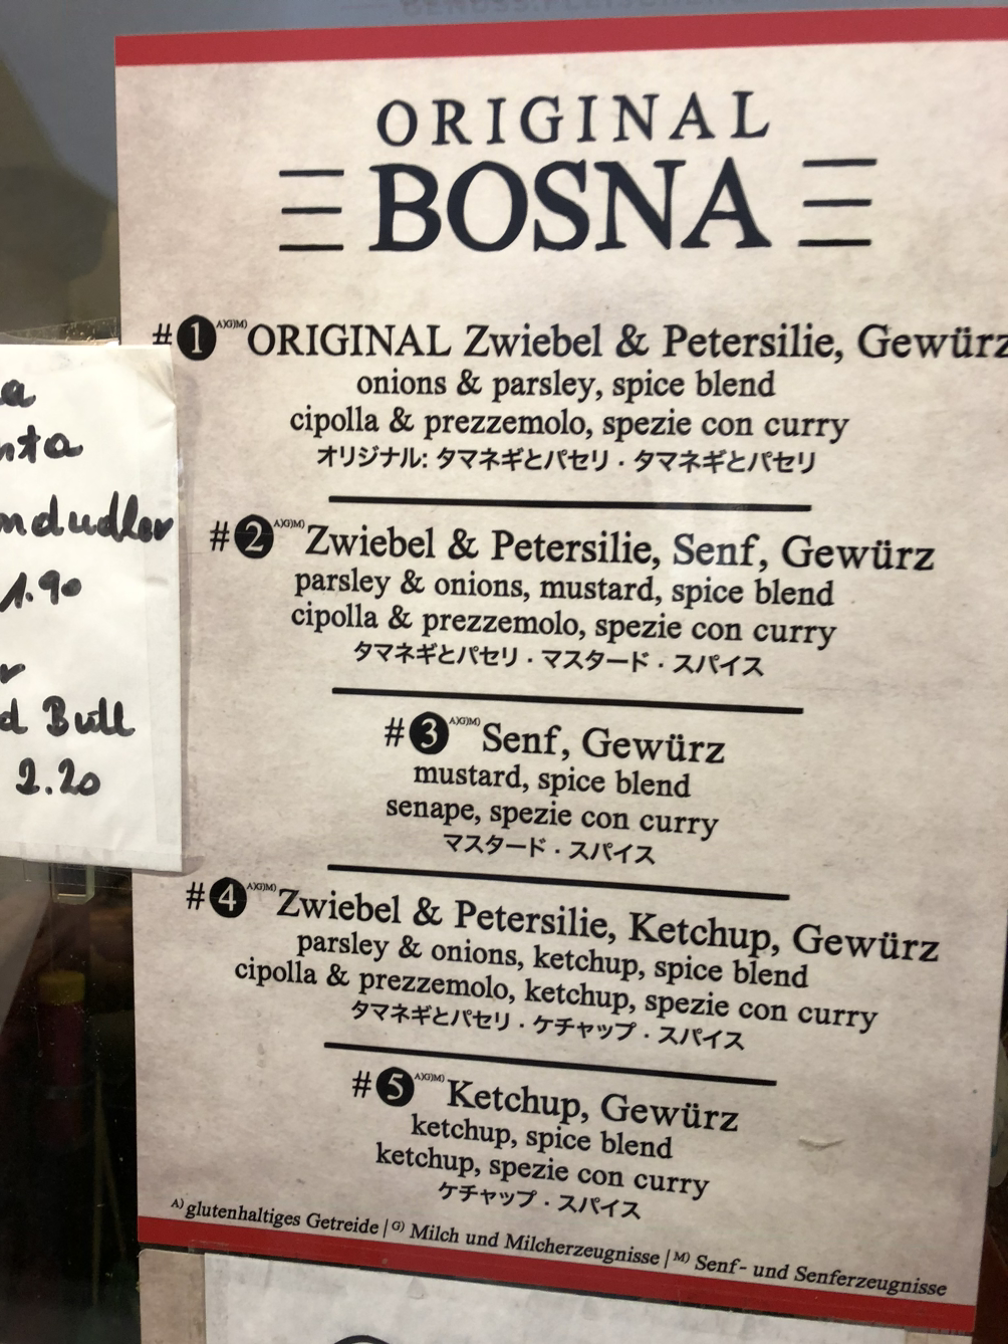 ORIGINAL
BOSNA
#1 A)G)M) ORIGINAL Zwiebel & Petersilie, Gewürz
onions & parsley, spice blend
cipolla & prezzemolo, spezie con curry
オリジナル: タマネギとパセリ・タマネギとパセリ
#2 A)G)M) Zwiebel & Petersilie, Senf, Gewürz
parsley & onions, mustard, spice blend
cipolla & prezzemolo, spezie con curry
タマネギとパセリ・マスタード・スパイス
#3 A)G)M) Senf, Gewürz
mustard, spice blend
senape, spezie con curry
マスタード・スパイス
#4 A)G)M) Zwiebel & Petersilie, Ketchup, Gewürz
parsley & onions, ketchup, spice blend
cipolla & prezzemolo, ketchup, spezie con curry
タマネギとパセリ・ケチャップ・スパイス
#5 A)G)M) Ketchup, Gewürz
ketchup, spice blend
ketchup, spezie con curry
ケチャップ・スパイス
A) glutenhaltiges Getreide | G) Milch und Milcherzeugnisse | M) Senf- und Senferzeugnisse
a
nta
mdudler
1.90
r
d Bull
2.20